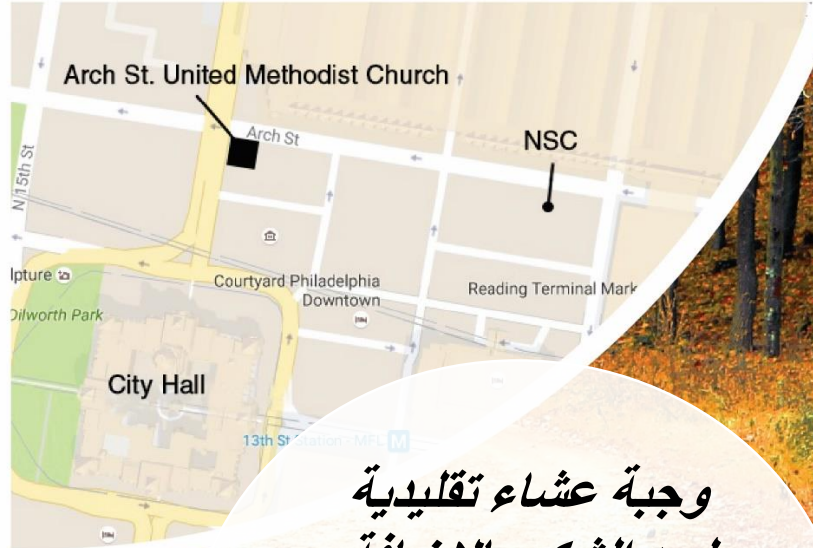 Arch St. United Methodist Church
Arch St
NSC
N 15th St
lpture
Courtyard Philadelphia
Downtown
Reading Terminal Mark
Dilworth Park
City Hall
13th St Station - MFL M
وجبة عشاء تقليدية